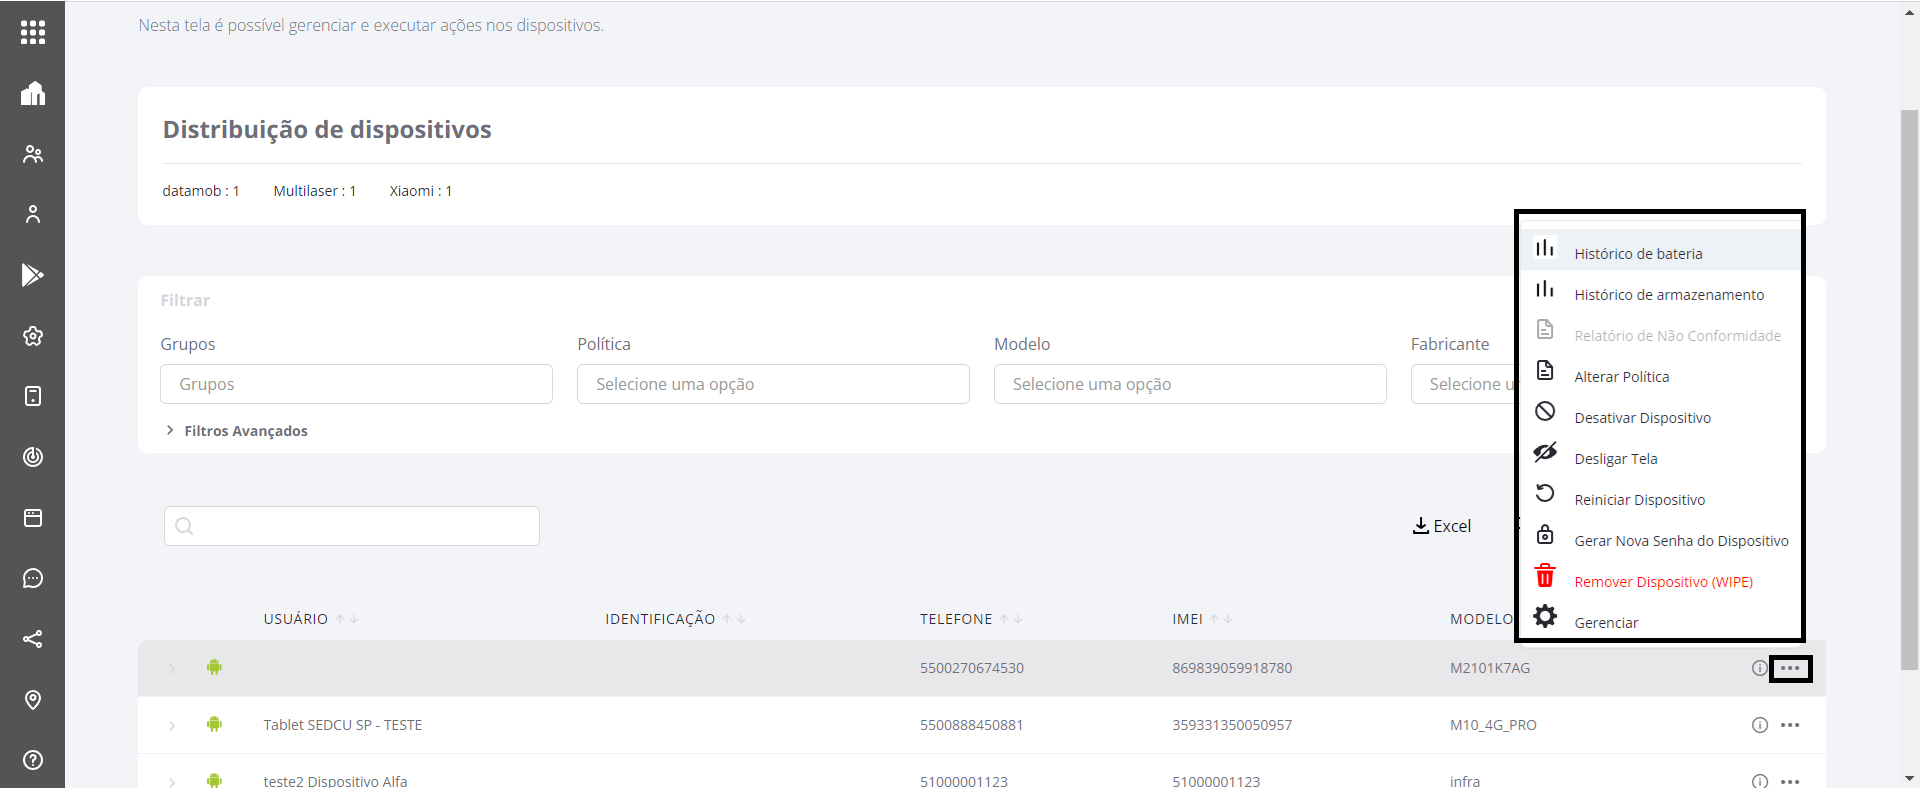 Nesta tela é possível gerenciar e executar ações nos dispositivos.
Distribuição de dispositivos
datamob : 1 Multilaser : 1 Xiaomi : 1
Filtrar
Grupos Política Modelo Fabricante
Grupos Selecione uma opção Selecione uma opção Selecione
Filtros Avançados
Excel
Histórico de bateria
Histórico de armazenamento
Relatório de Não Conformidade
Alterar Política
Desativar Dispositivo
Desligar Tela
Reiniciar Dispositivo
Gerar Nova Senha do Dispositivo
Remover Dispositivo (WIPE)
Gerenciar
USUÁRIO IDENTIFICAÇÃO TELEFONE IMEI MODELO
5500270674530 869839059918780 M2101K7AG
Tablet SEDCU SP - TESTE 5500888450881 359331350050957 M10_4G_PRO
teste2 Dispositivo Alfa 51000001123 51000001123 infra